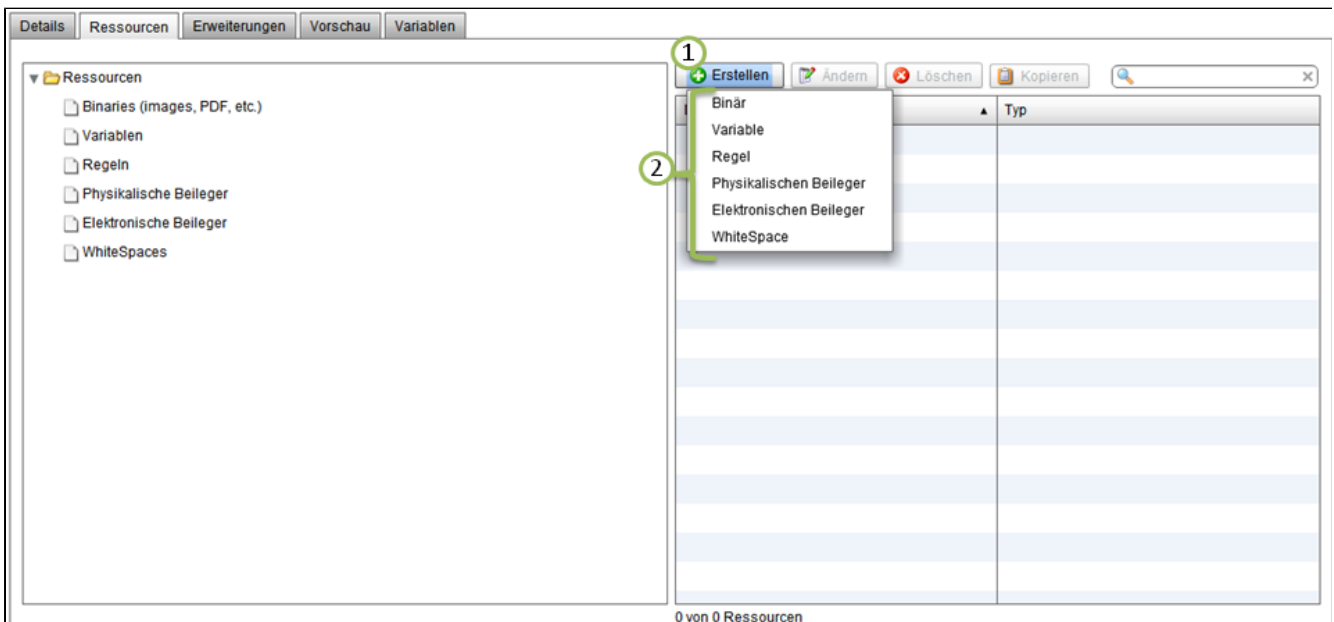 Details Ressourcen Erweiterungen Vorschau Variablen
1
Ressourcen
Binaries (images, PDF, etc.)
Variablen
Regeln
Physikalische Beileger
Elektronische Beileger
WhiteSpaces
Erstellen Ändern Löschen Kopieren
Typ
2
Binär
Variable
Regel
Physikalischen Beileger
Elektronischen Beileger
WhiteSpace
0 von 0 Ressourcen